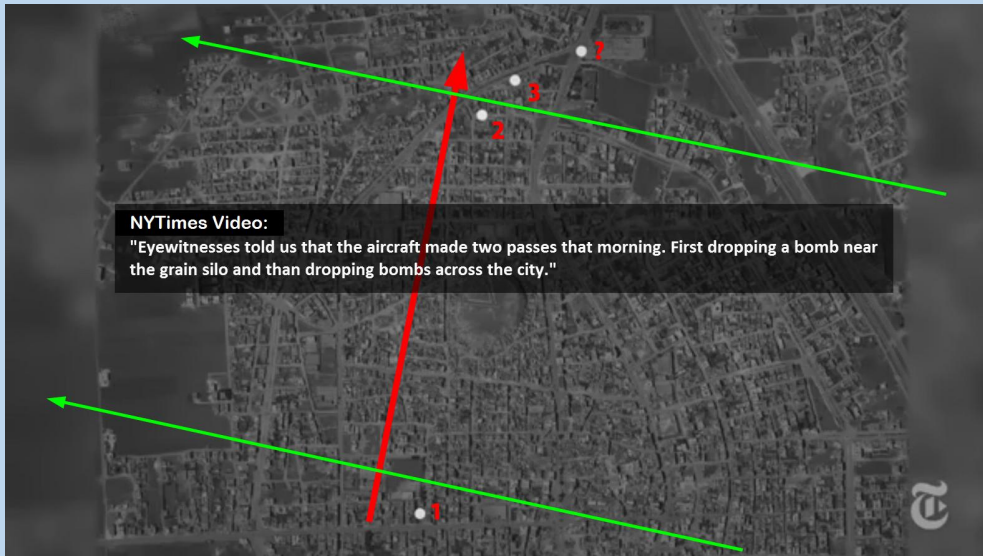 ?
3
2
NYTimes Video:
"Eyewitnesses told us that the aircraft made two passes that morning. First dropping a bomb near
the grain silo and than dropping bombs across the city."
1
T